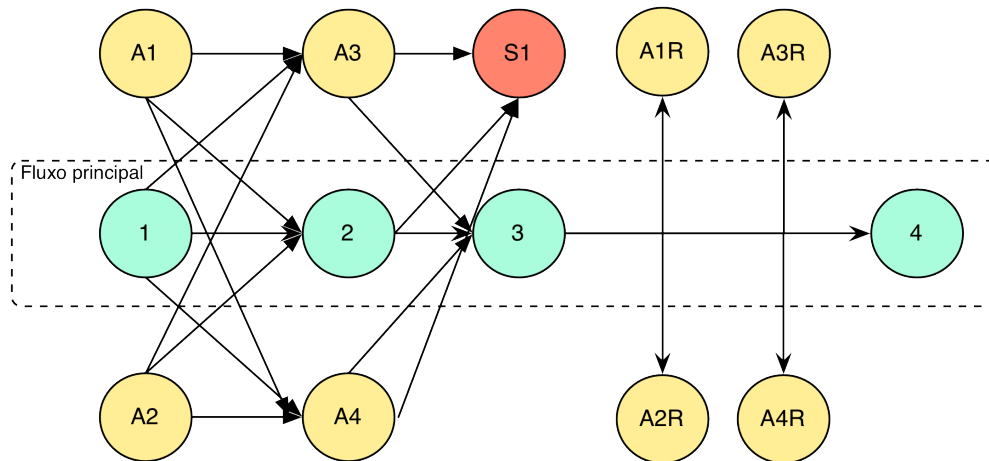 A1
A3
S1
A1R
A3R
Fluxo principal
1
2
3
4
A2
A4
A2R
A4R